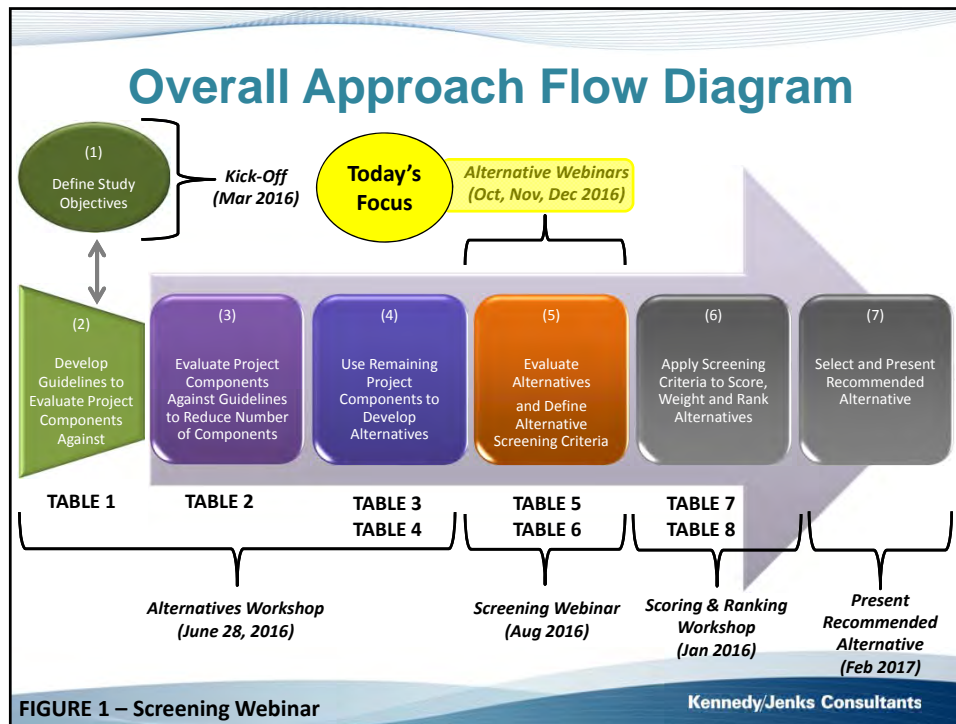 Overall Approach Flow Diagram
(1)
Define Study
Objectives
Kick-Off
(Mar 2016)
Today's
Focus
Alternative Webinars
(Oct, Nov, Dec 2016)
(2)
Develop
Guidelines to
Evaluate Project
Components
Against
(3)
Evaluate Project
Components
Against Guidelines
to Reduce Number
of Components
(4)
Use Remaining
Project
Components to
Develop
Alternatives
(5)
Evaluate
Alternatives
and Define
Alternative
Screening Criteria
(6)
Apply Screening
Criteria to Score,
Weight and Rank
Alternatives
(7)
Select and Present
Recommended
Alternative
TABLE 1
TABLE 2
TABLE 3
TABLE 4
TABLE 5
TABLE 6
TABLE 7
TABLE 8
Alternatives Workshop
(June 28, 2016)
Screening Webinar
(Aug 2016)
Scoring & Ranking
Workshop
(Jan 2016)
Present
Recommended
Alternative
(Feb 2017)
FIGURE 1 – Screening Webinar
Kennedy/Jenks Consultants